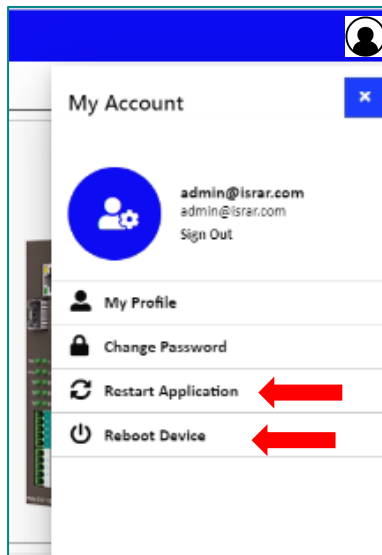 My Account
×
admin@israr.com
admin@israr.com
Sign Out
My Profile
Change Password
Restart Application
Reboot Device